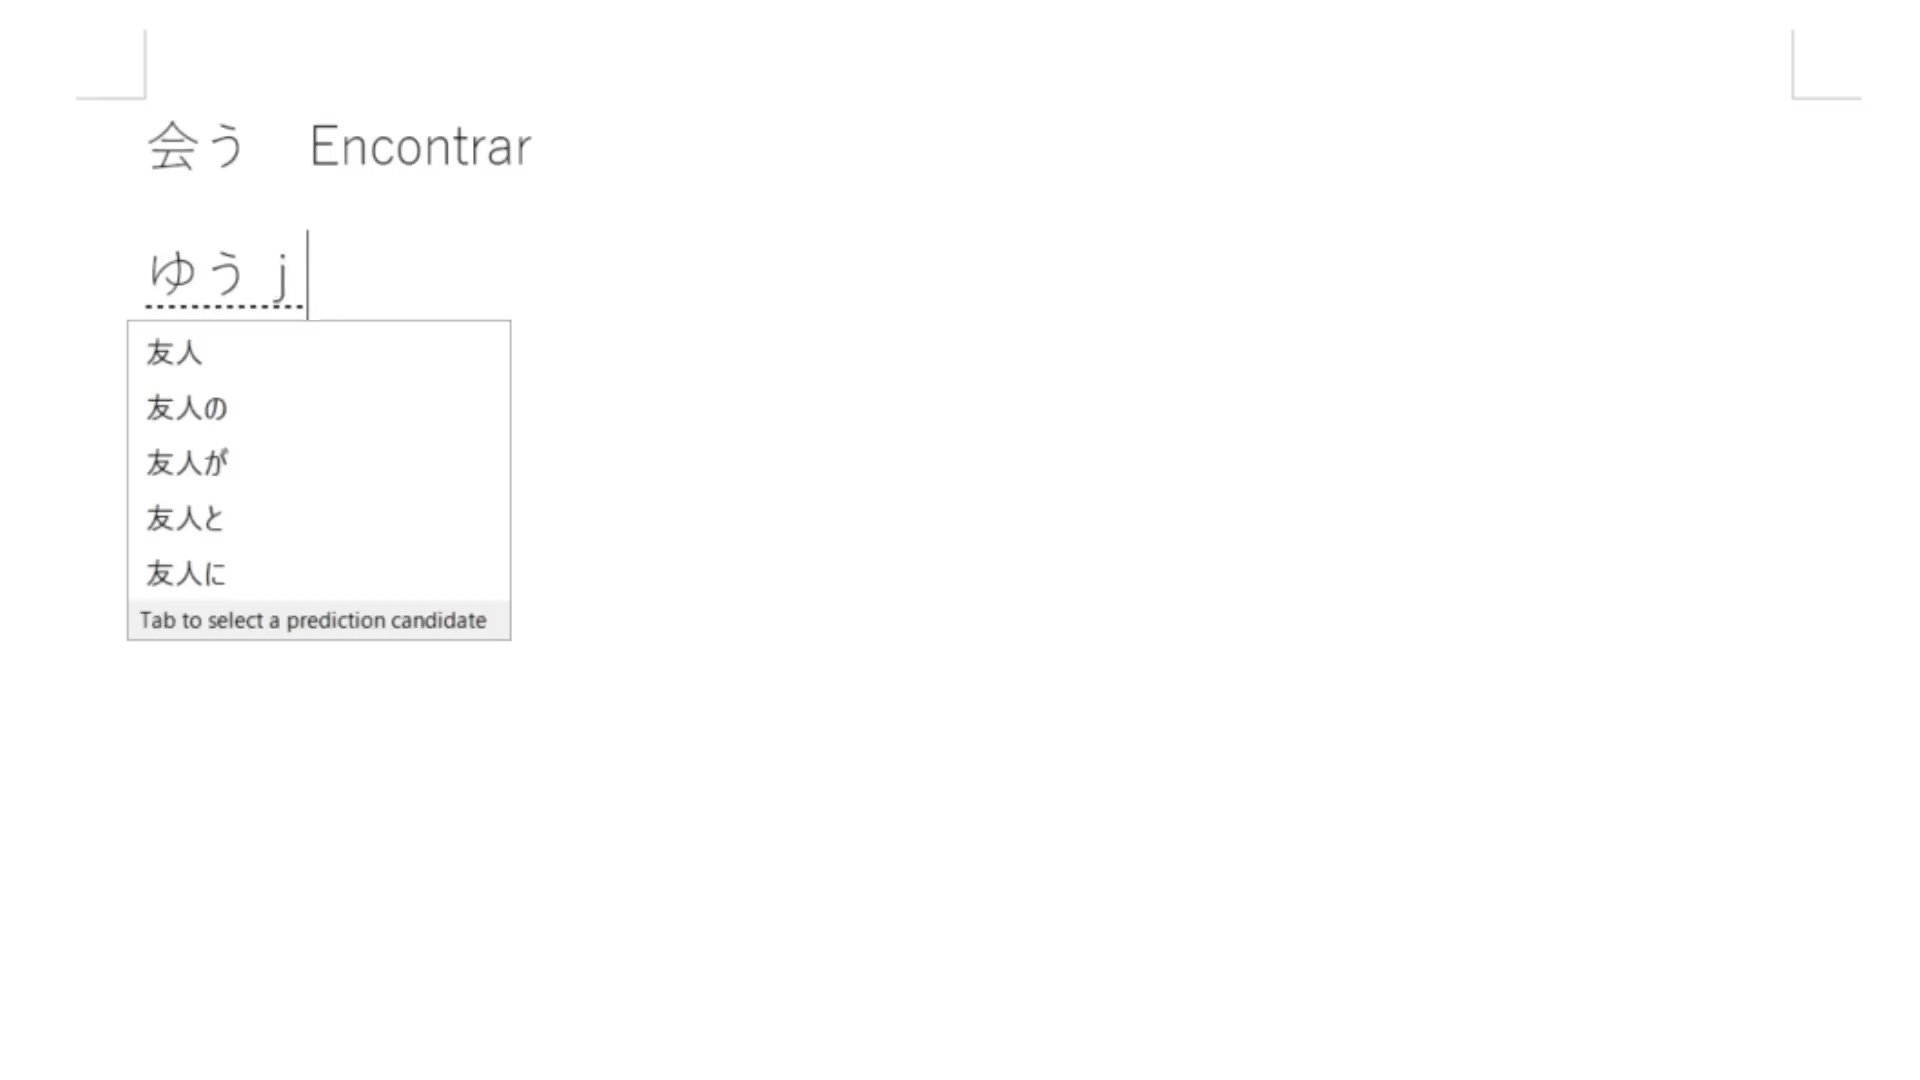 会う　Encontrar
ゆうｊ
友人
友人の
友人が
友人と
友人に
Tab to select a prediction candidate